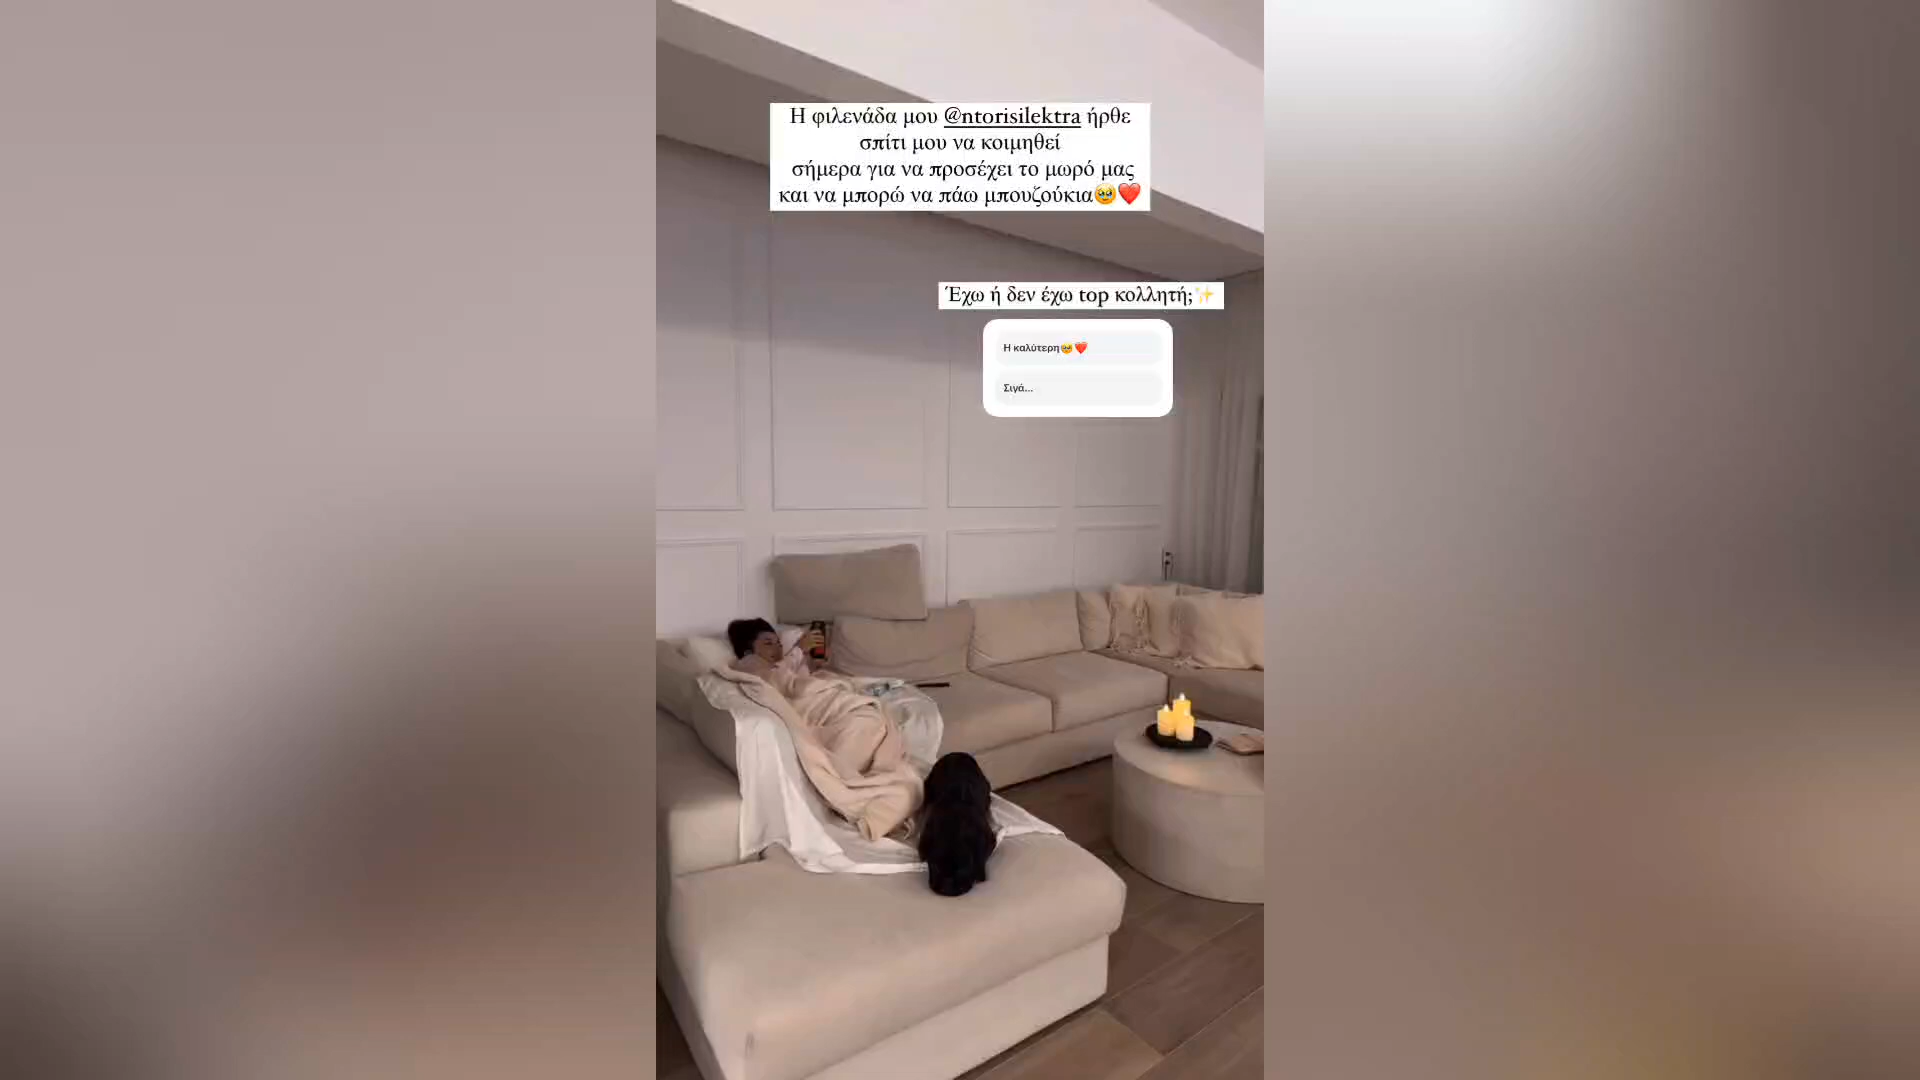 Η φιλενάδα μου @ntorisilektra ήρθε
σπίτι μου να κοιμηθεί
σήμερα για να προσέχει το μωρό μας
και να μπορώ να πάω μπουζούκια🥹❤️
Έχω ή δεν έχω top κολλητή;✨
Η καλύτερη🥹❤️
Σιγά...